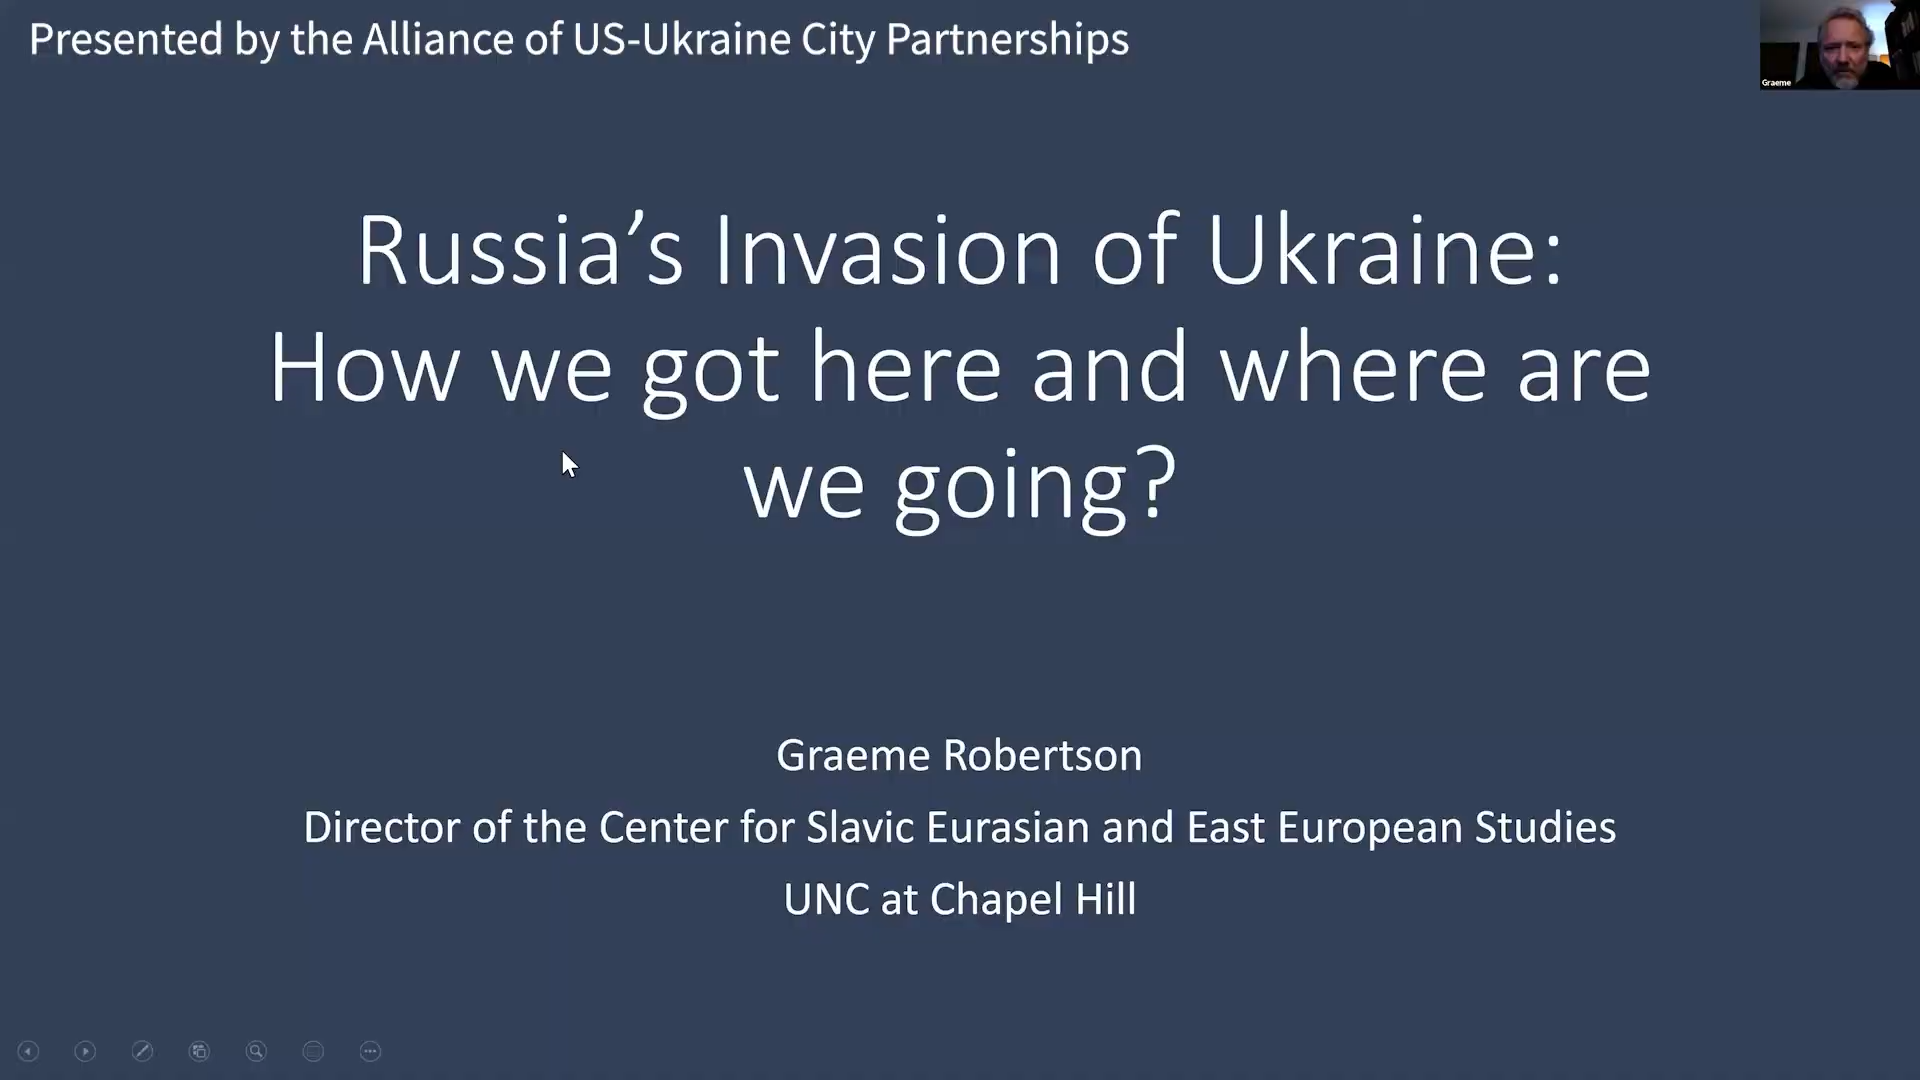 Presented by the Alliance of US-Ukraine City Partnerships
Graeme
Russia’s Invasion of Ukraine:
How we got here and where are
we going?
Graeme Robertson
Director of the Center for Slavic Eurasian and East European Studies
UNC at Chapel Hill